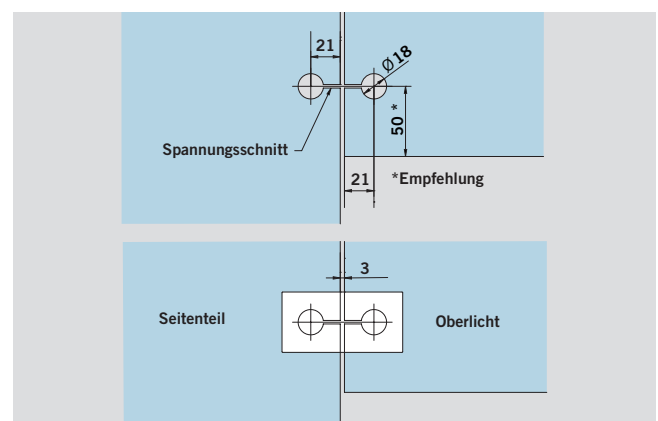 21
Ø18
50 *
Spannungsschnitt
21
*Empfehlung
3
Seitenteil
Oberlicht